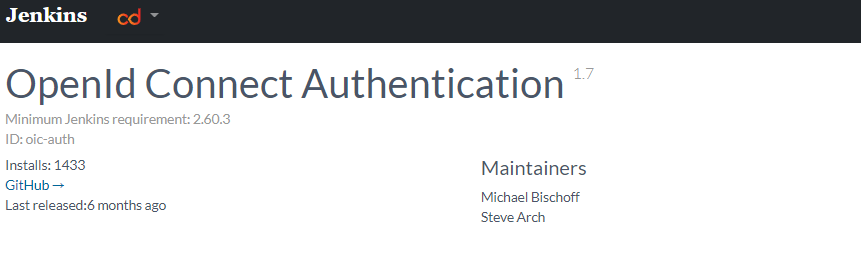 Jenkins cd
OpenId Connect Authentication 1.7
Minimum Jenkins requirement: 2.60.3
ID: oic-auth
Installs: 1433
GitHub →
Last released:6 months ago
Maintainers
Michael Bischoff
Steve Arch